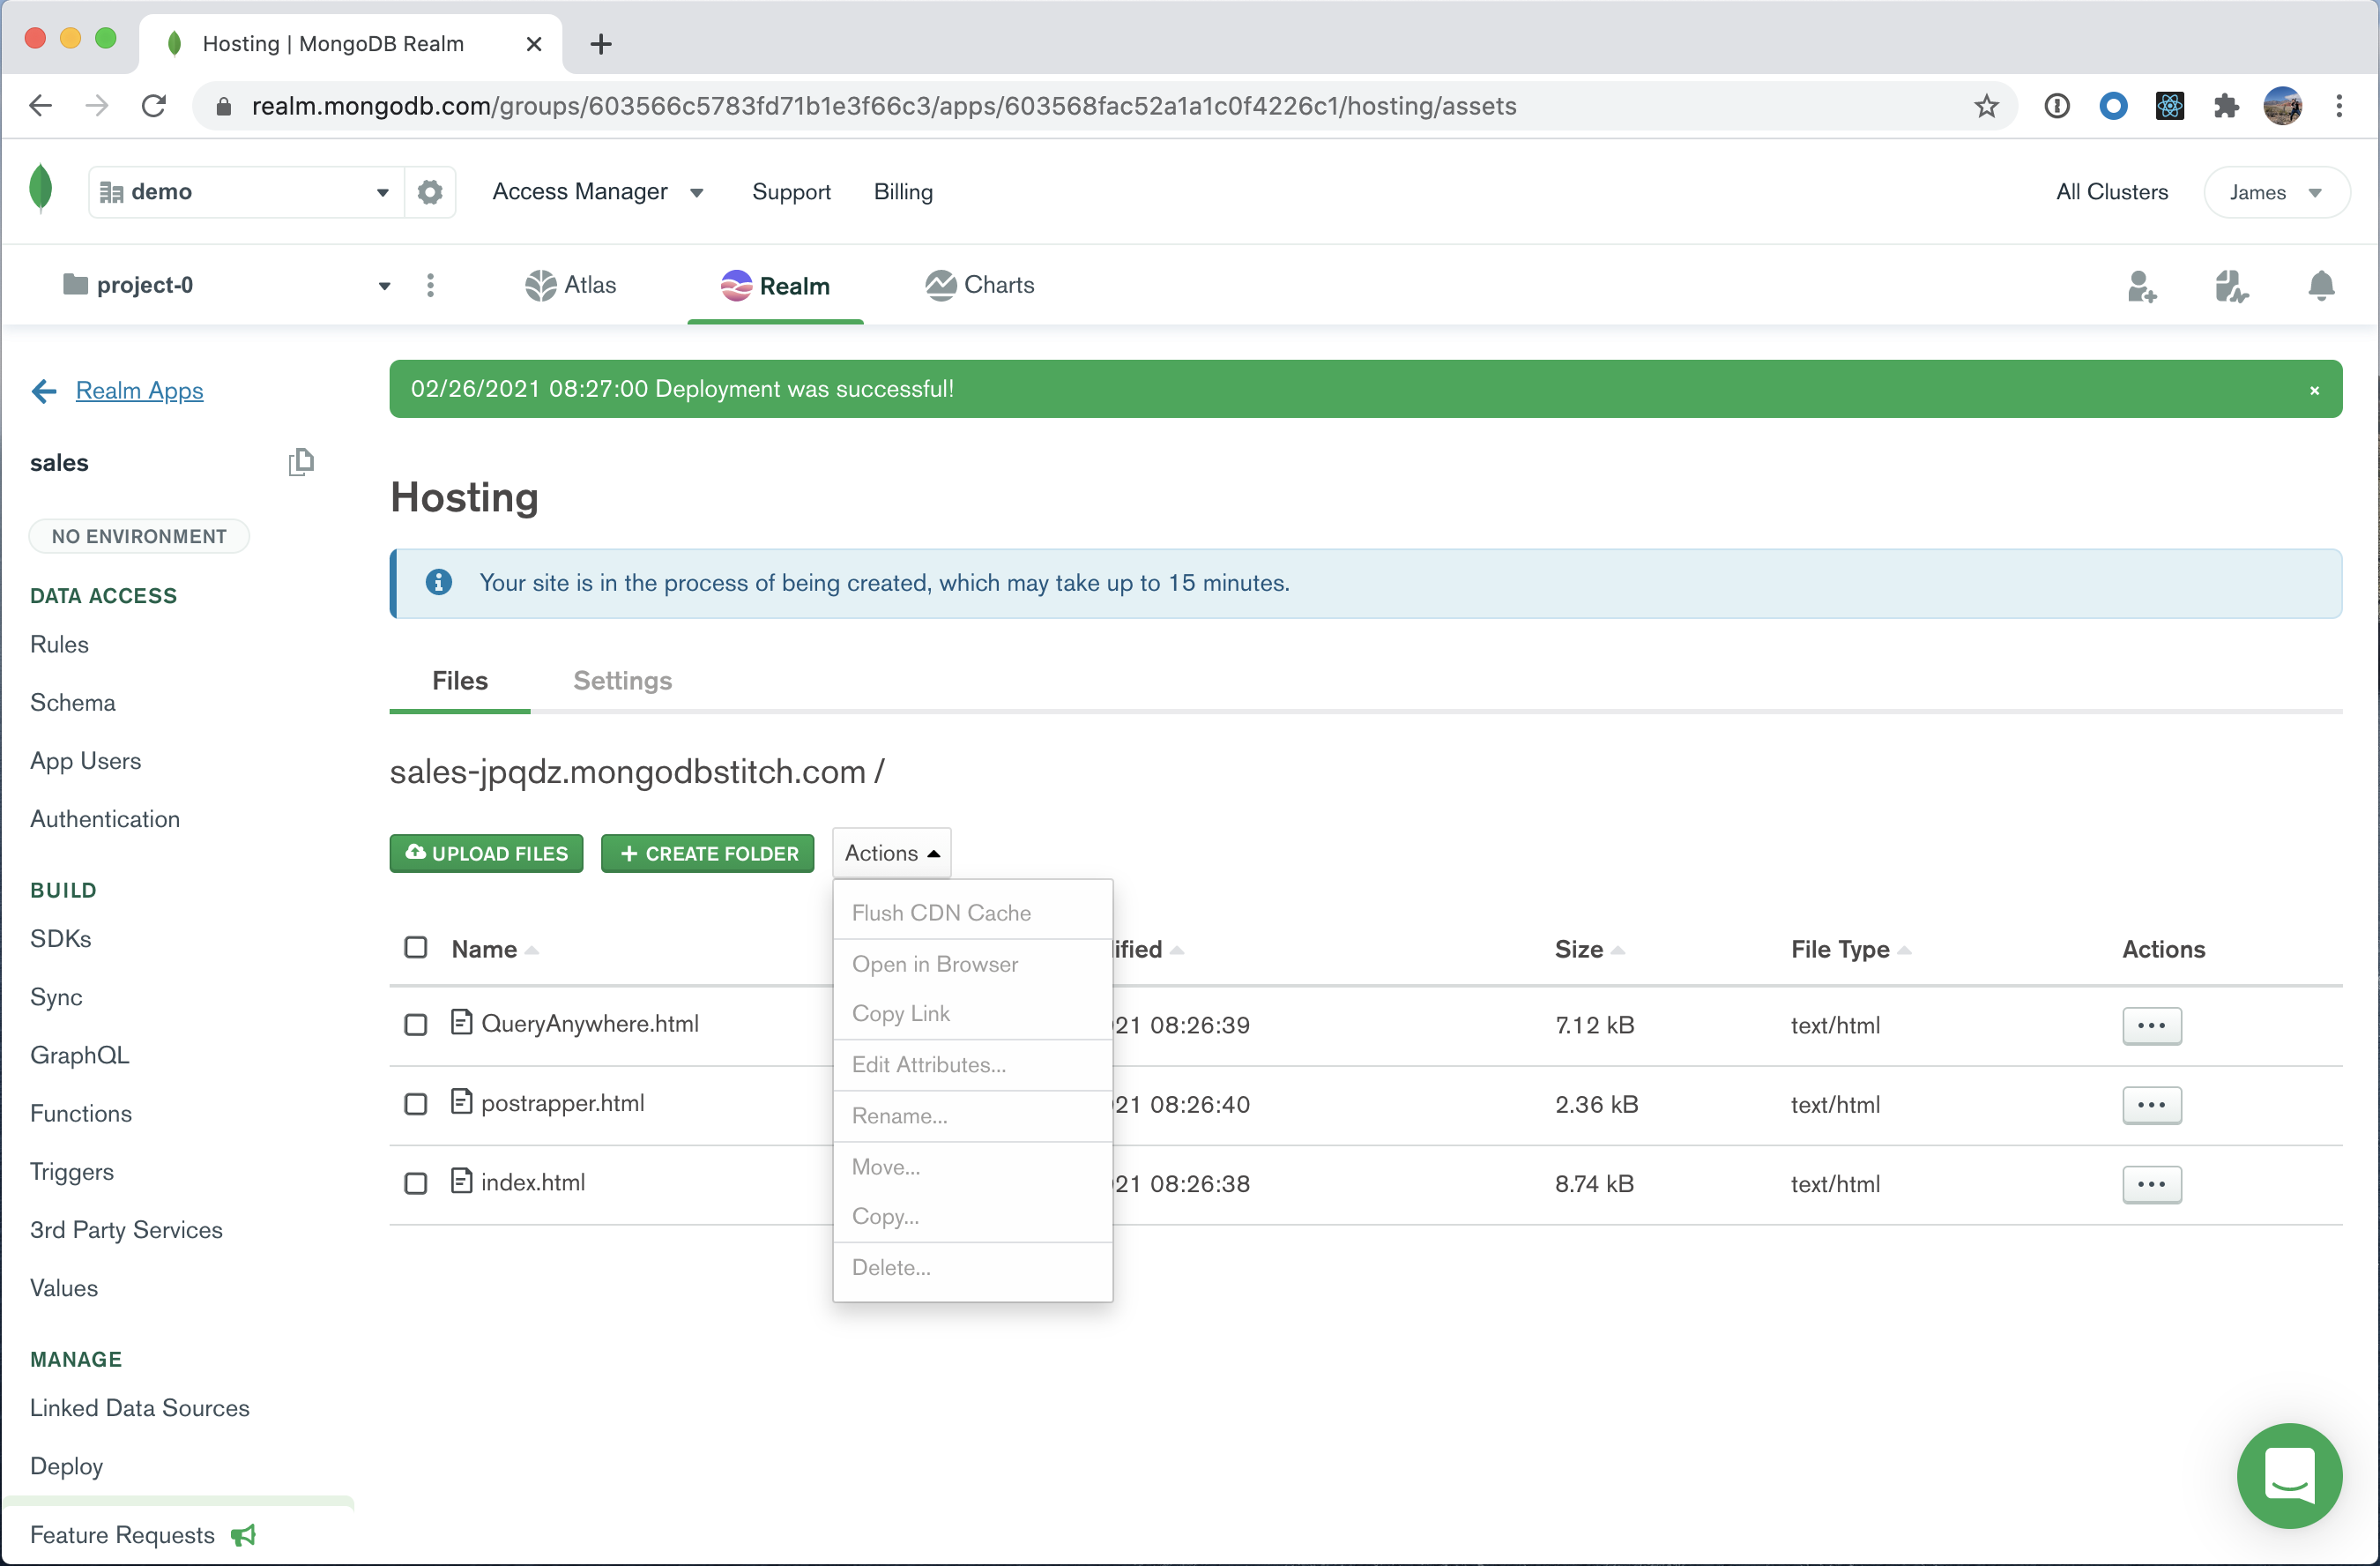 Hosting | MongoDB Realm
realm.mongodb.com/groups/603566c5783fd71b1e3f66c3/apps/603568fac52a1a1c0f4226c1/hosting/assets
demo
Access Manager
Support
Billing
All Clusters
James
project-0
Atlas
Realm
Charts
Realm Apps
sales
NO ENVIRONMENT
DATA ACCESS
Rules
Schema
App Users
Authentication
BUILD
SDKs
Sync
GraphQL
Functions
Triggers
3rd Party Services
Values
MANAGE
Linked Data Sources
Deploy
Feature Requests
02/26/2021 08:27:00 Deployment was successful!
Hosting
Your site is in the process of being created, which may take up to 15 minutes.
Files
Settings
sales-jpqdz.mongodbstitch.com /
UPLOAD FILES
CREATE FOLDER
Actions
Flush CDN Cache
Open in Browser
Copy Link
Edit Attributes...
Rename...
Move...
Copy...
Delete...
Name
ified
Size
File Type
Actions
QueryAnywhere.html
21 08:26:39
7.12 kB
text/html
postrapper.html
21 08:26:40
2.36 kB
text/html
index.html
21 08:26:38
8.74 kB
text/html